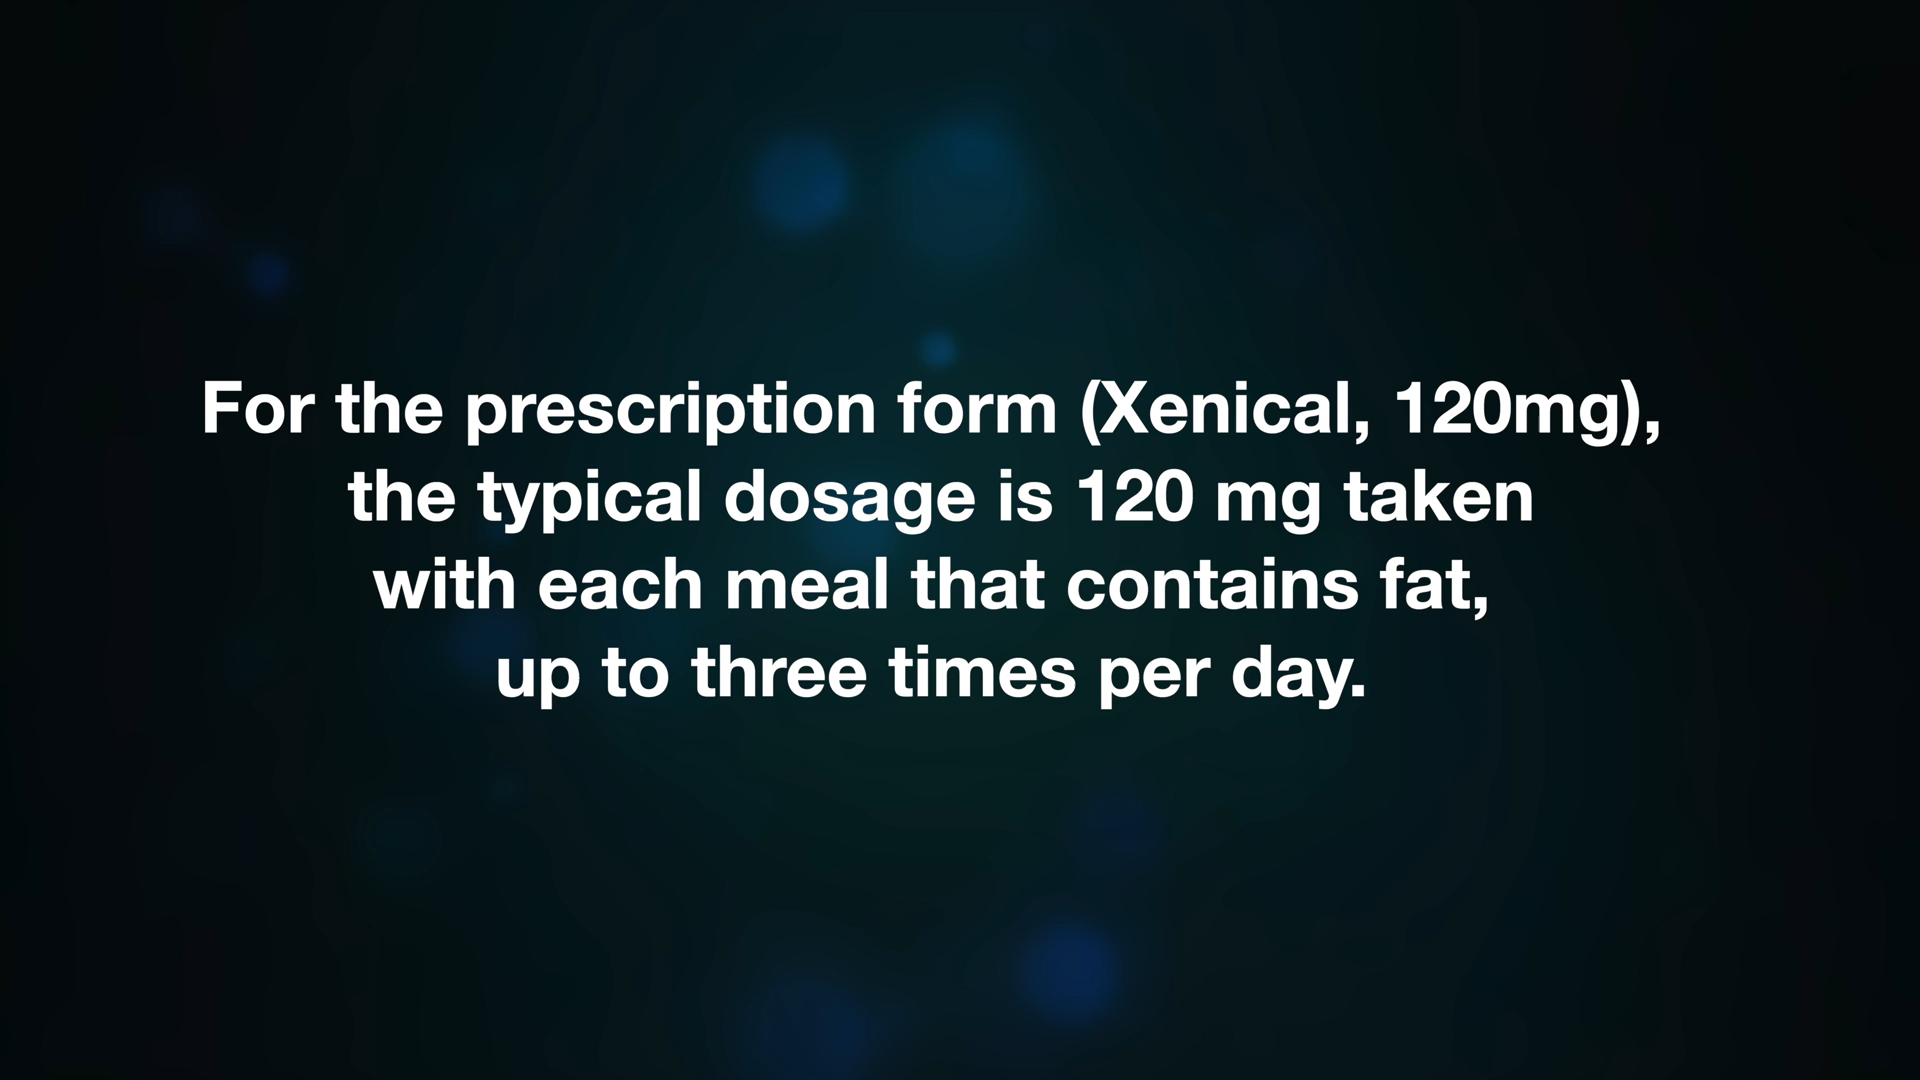 For the prescription form (Xenical, 120mg),
the typical dosage is 120 mg taken
with each meal that contains fat,
up to three times per day.